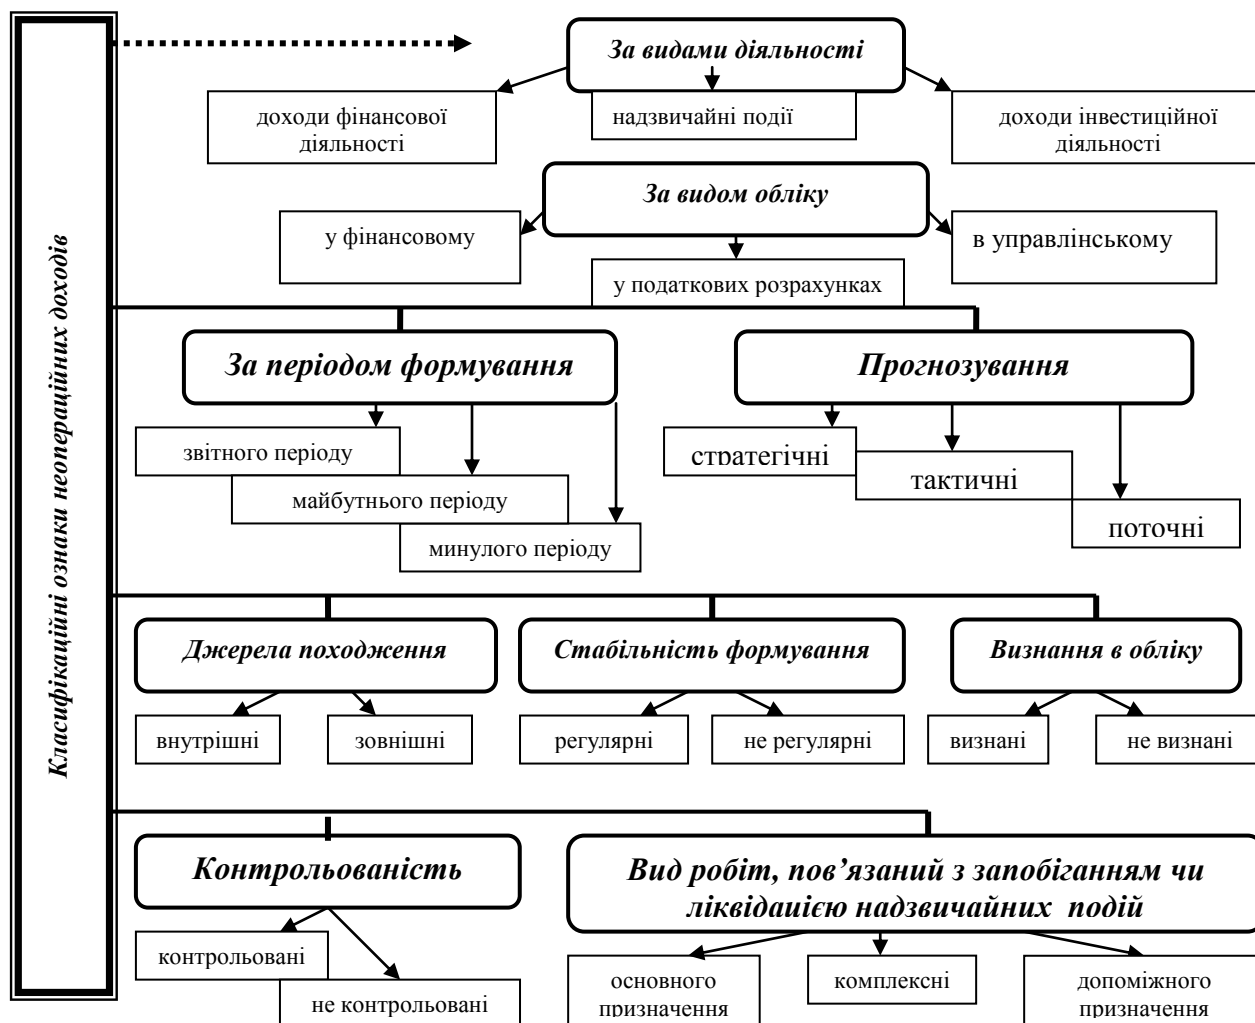 Класифікаційні ознаки неопераційних доходів
За видами діяльності
доходи фінансової
діяльності
надзвичайні події
доходи інвестиційної
діяльності
За видом обліку
у фінансовому
в управлінському
у податкових розрахунках
За періодом формування
Прогнозування
звітного періоду
майбутнього періоду
минулого періоду
стратегічні
тактичні
поточні
Джерела походження
Стабільність формування
Визнання в обліку
внутрішні
зовнішні
регулярні
не регулярні
визнані
не визнані
Контрольованість
Вид робіт, пов’язаний з запобіганням чи
ліквідацією надзвичайних подій
контрольовані
не контрольовані
основного
призначення
комплексні
допоміжного
призначення